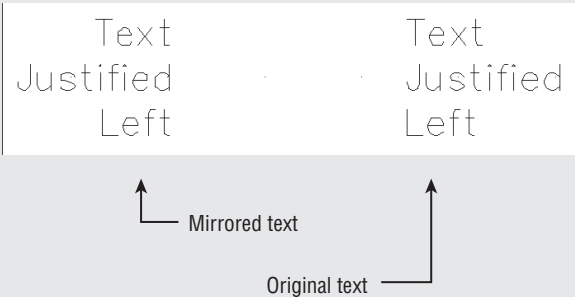 Text
Justified
Left
Text
Justified
Left
Mirrored text
Original text